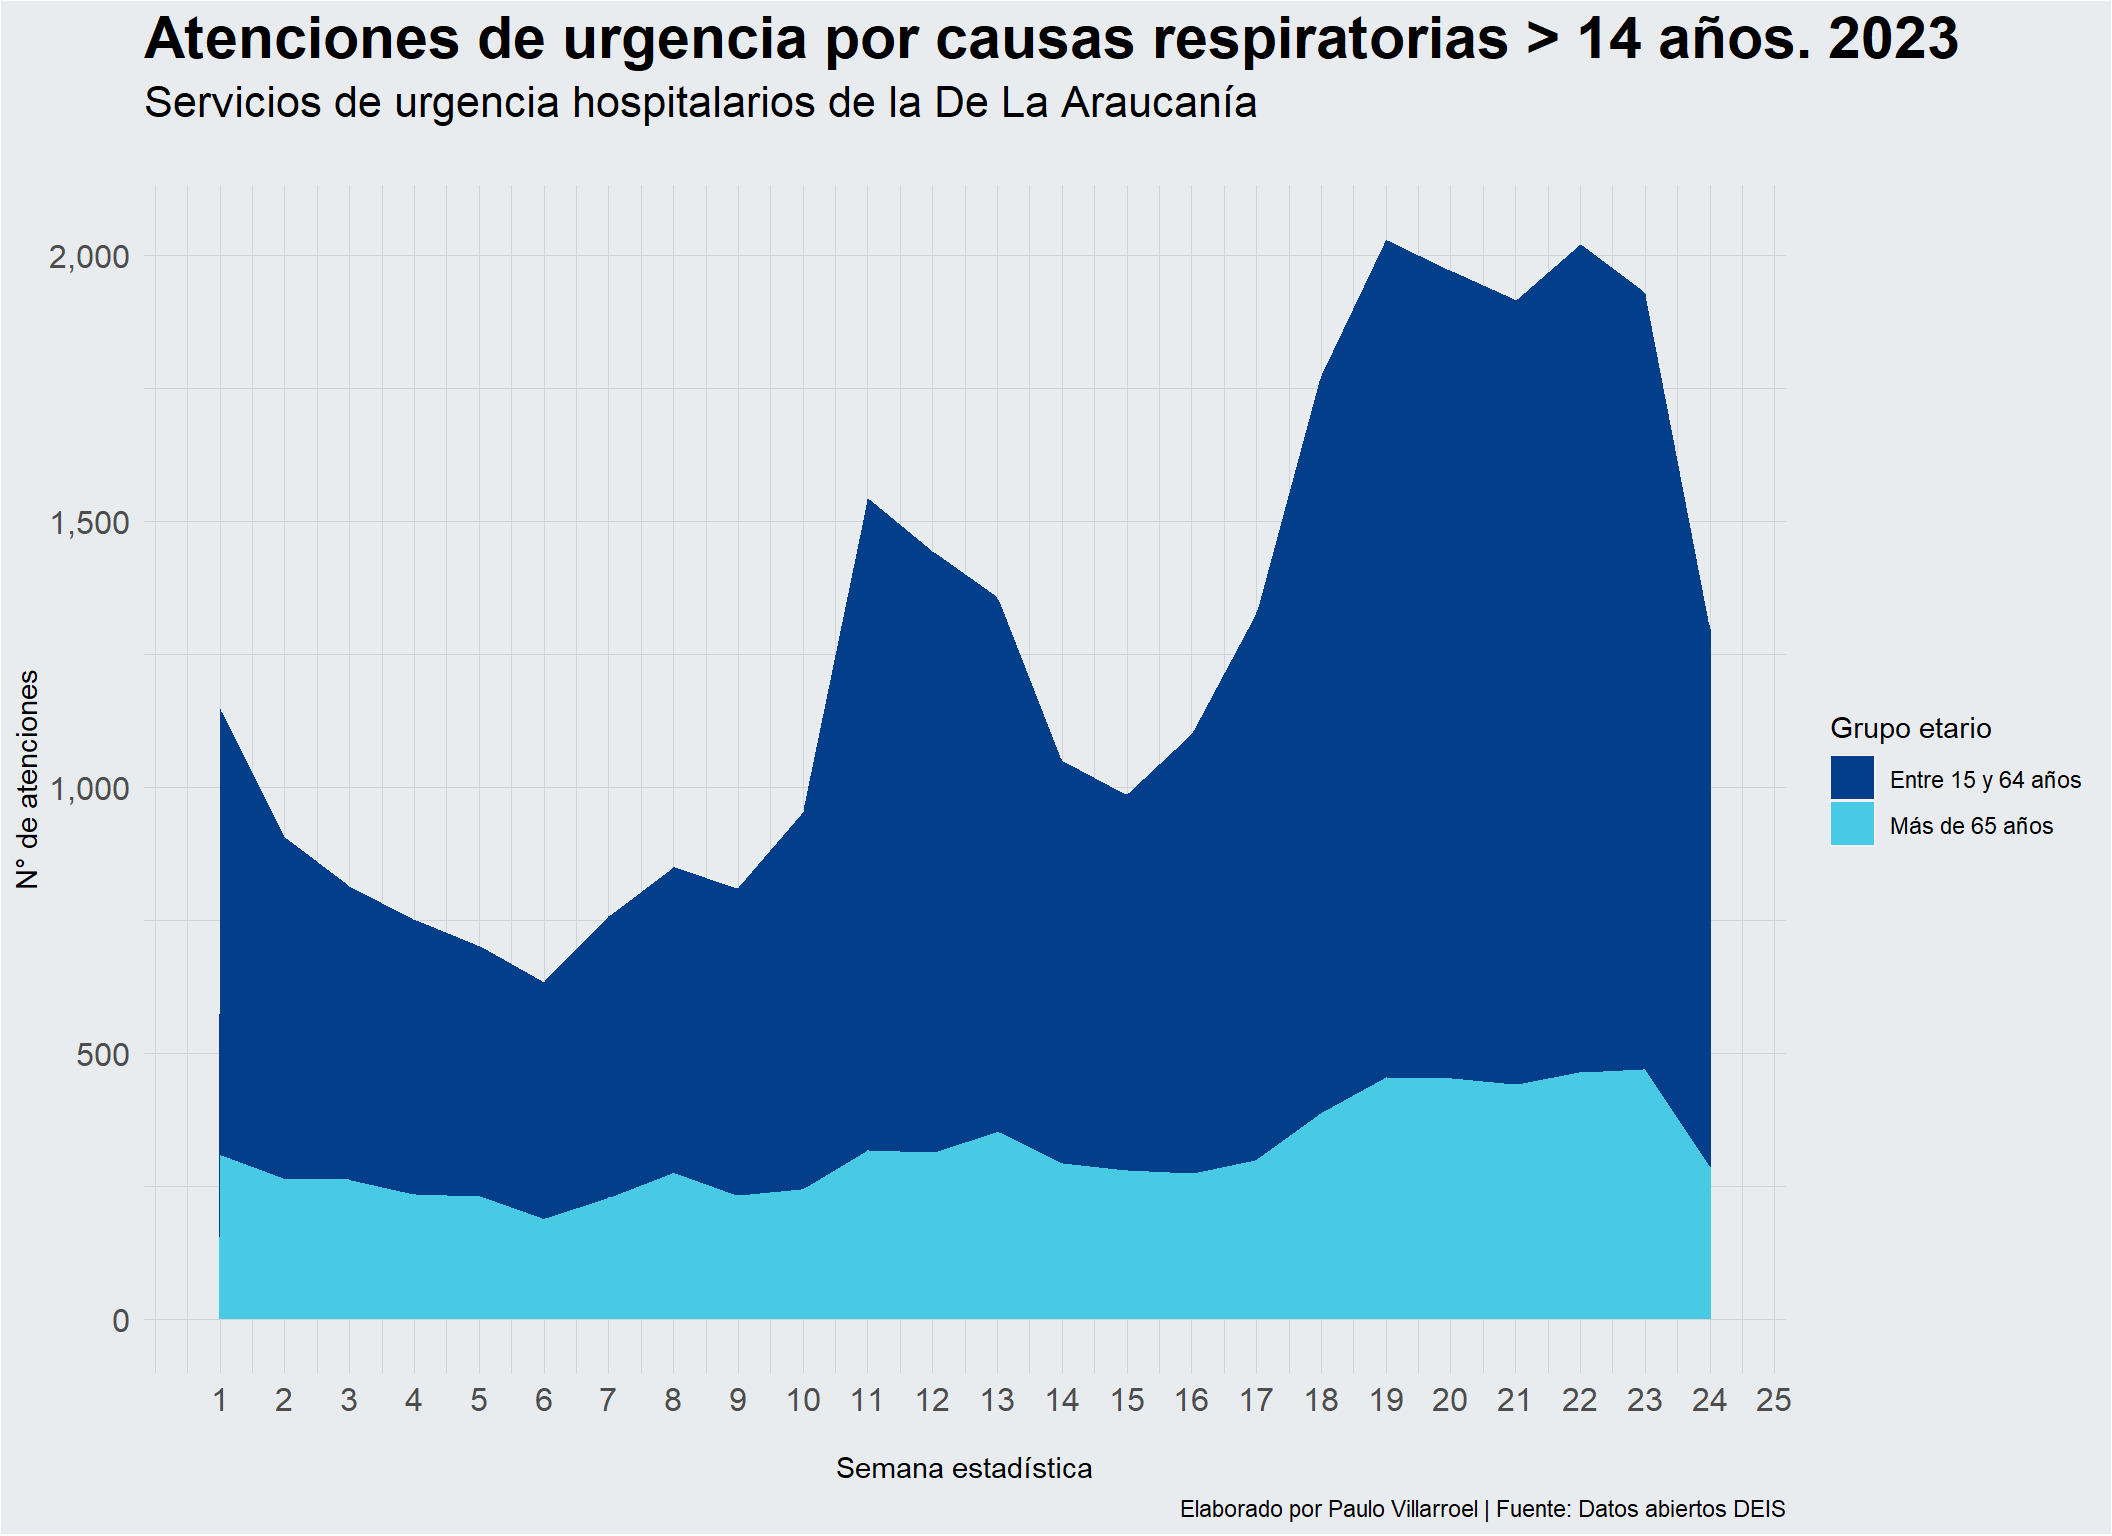 Atenciones de urgencia por causas respiratorias > 14 años. 2023
Servicios de urgencia hospitalarios de la De La Araucanía
N° de atenciones
2,000
1,500
1,000
500
0
1 2 3 4 5 6 7 8 9 10 11 12 13 14 15 16 17 18 19 20 21 22 23 24 25
Semana estadística
Grupo etario
Entre 15 y 64 años
Más de 65 años
Elaborado por Paulo Villarroel | Fuente: Datos abiertos DEIS